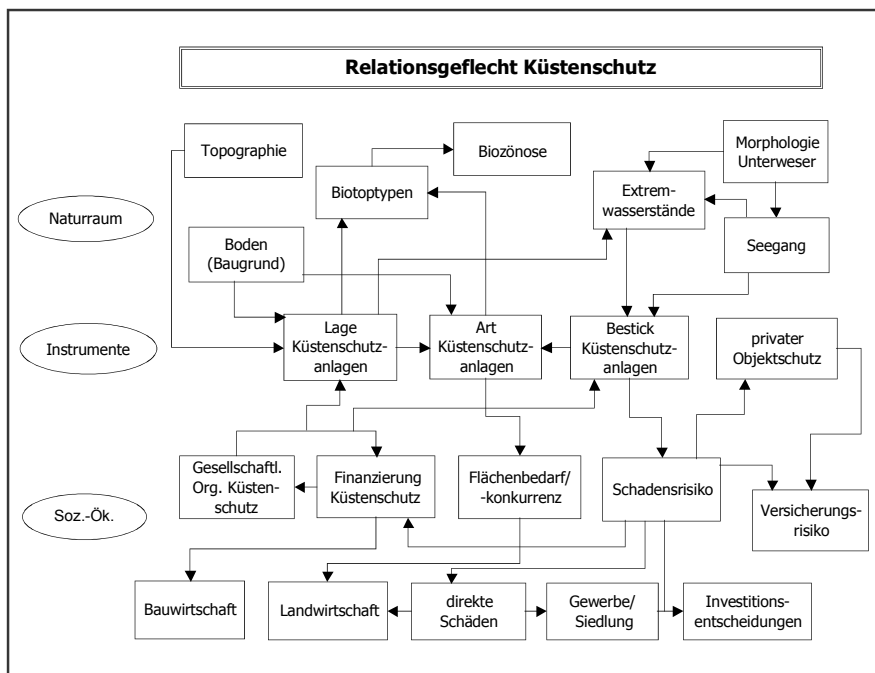 Relationsgeflecht Küstenschutz
Topographie
Biozönose
Morphologie
Unterweser
Biotoptypen
Extrem-
wasserstände
Naturraum
Boden
(Baugrund)
Seegang
Instrumente
Lage
Küstenschutz-
anlagen
Art
Küstenschutz-
anlagen
Bestick
Küstenschutz-
anlagen
privater
Objektschutz
Soz.-Ök.
Gesellschaftl.
Org. Küsten-
schutz
Finanzierung
Küstenschutz
Flächenbedarf/
-konkurrenz
Schadensrisiko
Versicherungs-
risiko
Bauwirtschaft
Landwirtschaft
direkte
Schäden
Gewerbe/
Siedlung
Investitions-
entscheidungen